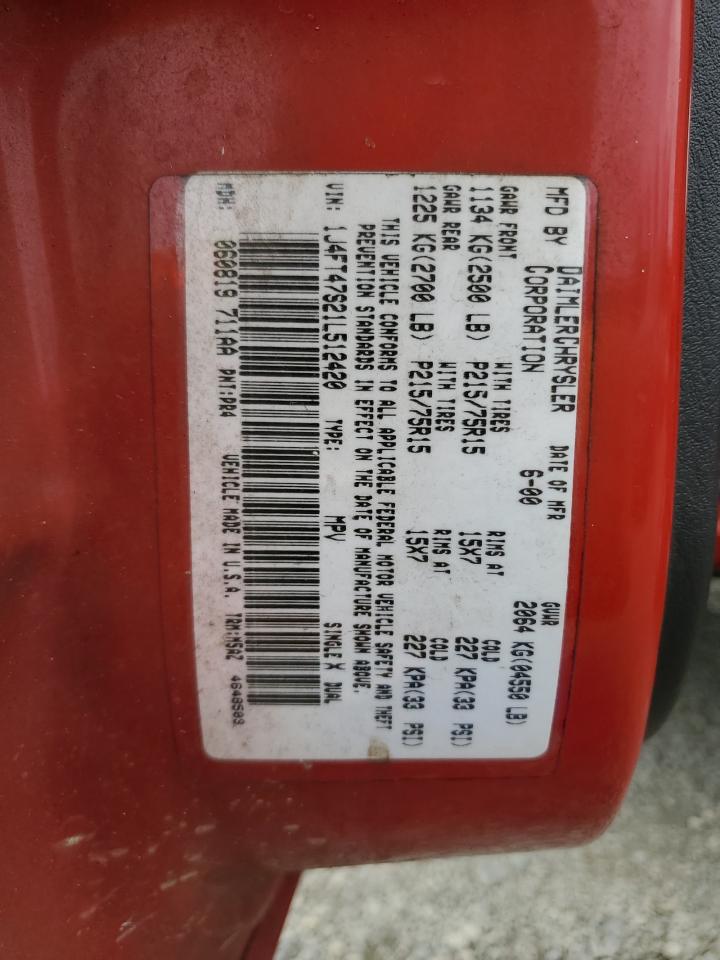 MFD BY DAIMLERCHRYSLER CORPORATION DATE OF MFR 6-00 GVWR 2064 KG(04550 LB)
GAWR FRONT WITH TIRES RIMS AT COLD
1134 KG(2500 LB) P215/75R15 15X7 227 KPA(33 PSI)
GAWR REAR WITH TIRES RIMS AT COLD
1225 KG(2700 LB) P215/75R15 15X7 227 KPA(33 PSI)
THIS VEHICLE CONFORMS TO ALL APPLICABLE FEDERAL MOTOR VEHICLE SAFETY AND THEFT
PREVENTION STANDARDS IN EFFECT ON THE DATE OF MANUFACTURE SHOWN ABOVE.
VIN: 1J4FT47S21L512420 TYPE: MPV SINGLE X DUAL
MDH: 060819 711AA PNT:PR4 VEHICLE MADE IN U.S.A. TRM:MSAZ